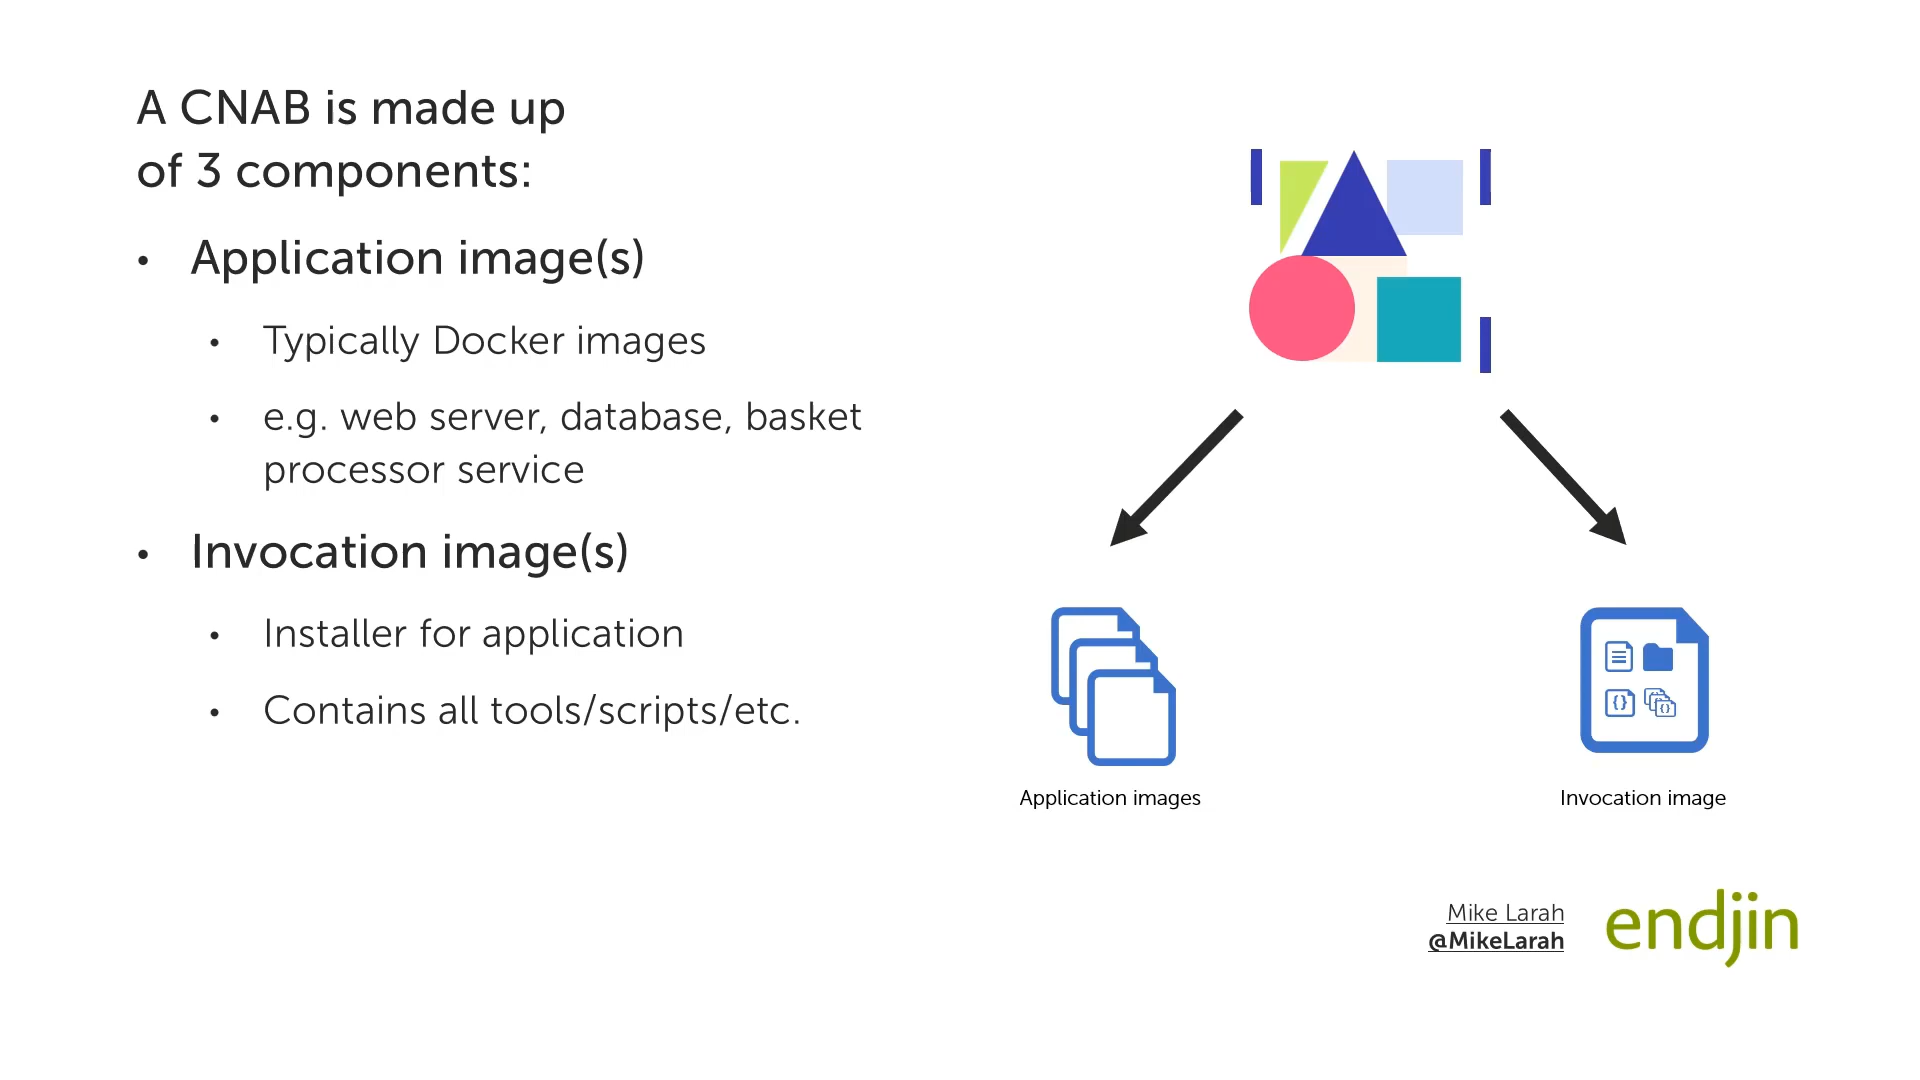 A CNAB is made up
of 3 components:
• Application image(s)
• Typically Docker images
• e.g. web server, database, basket
processor service
• Invocation image(s)
• Installer for application
• Contains all tools/scripts/etc.
{}
{}
Application images
Invocation image
Mike Larah
@MikeLarah
endjin